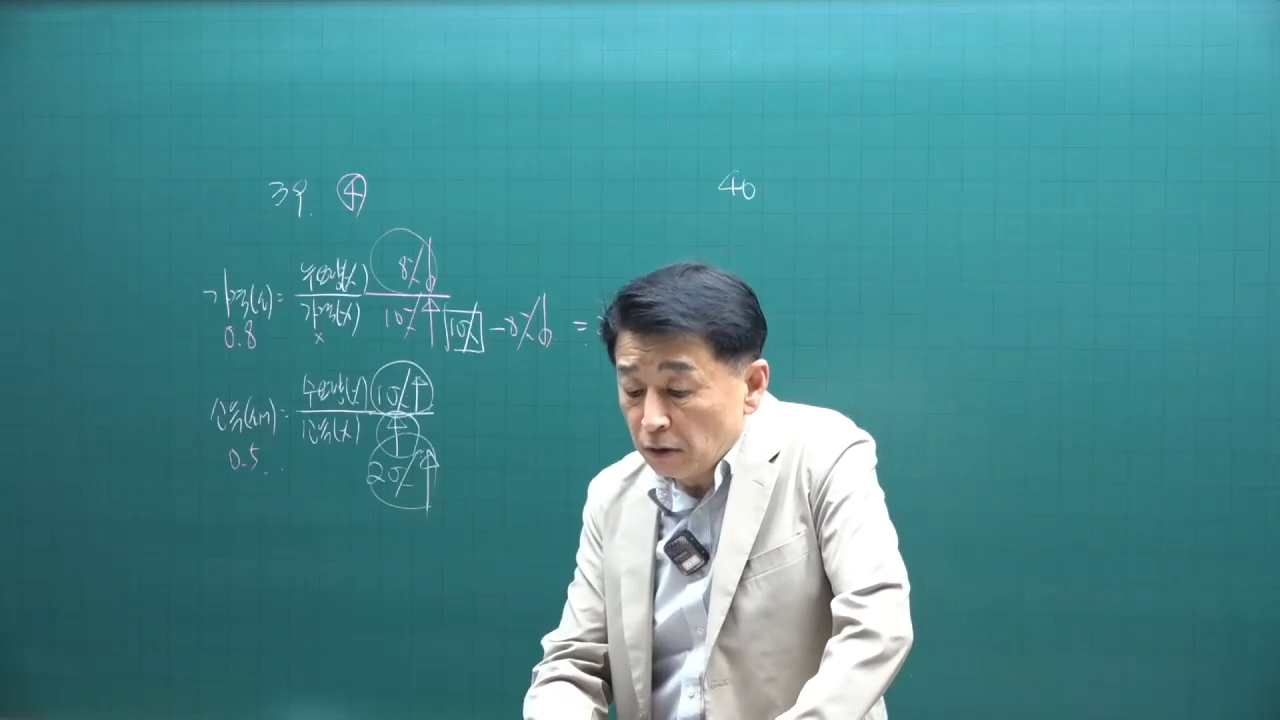 39. ④
가격(A)= 수요량(X) 8%↓
0.8 가격(X) 10%↑ 10% - 8%↓ =
x
소득(AM)= 수요량(X) 10%↑
0.5.. 소득(X) ↑
20%↑
40